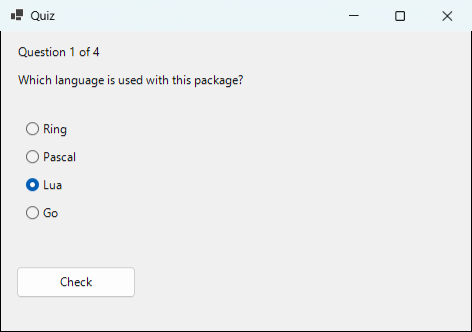 Quiz
Question 1 of 4
Which language is used with this package?
Ring
Pascal
Lua
Go
Check